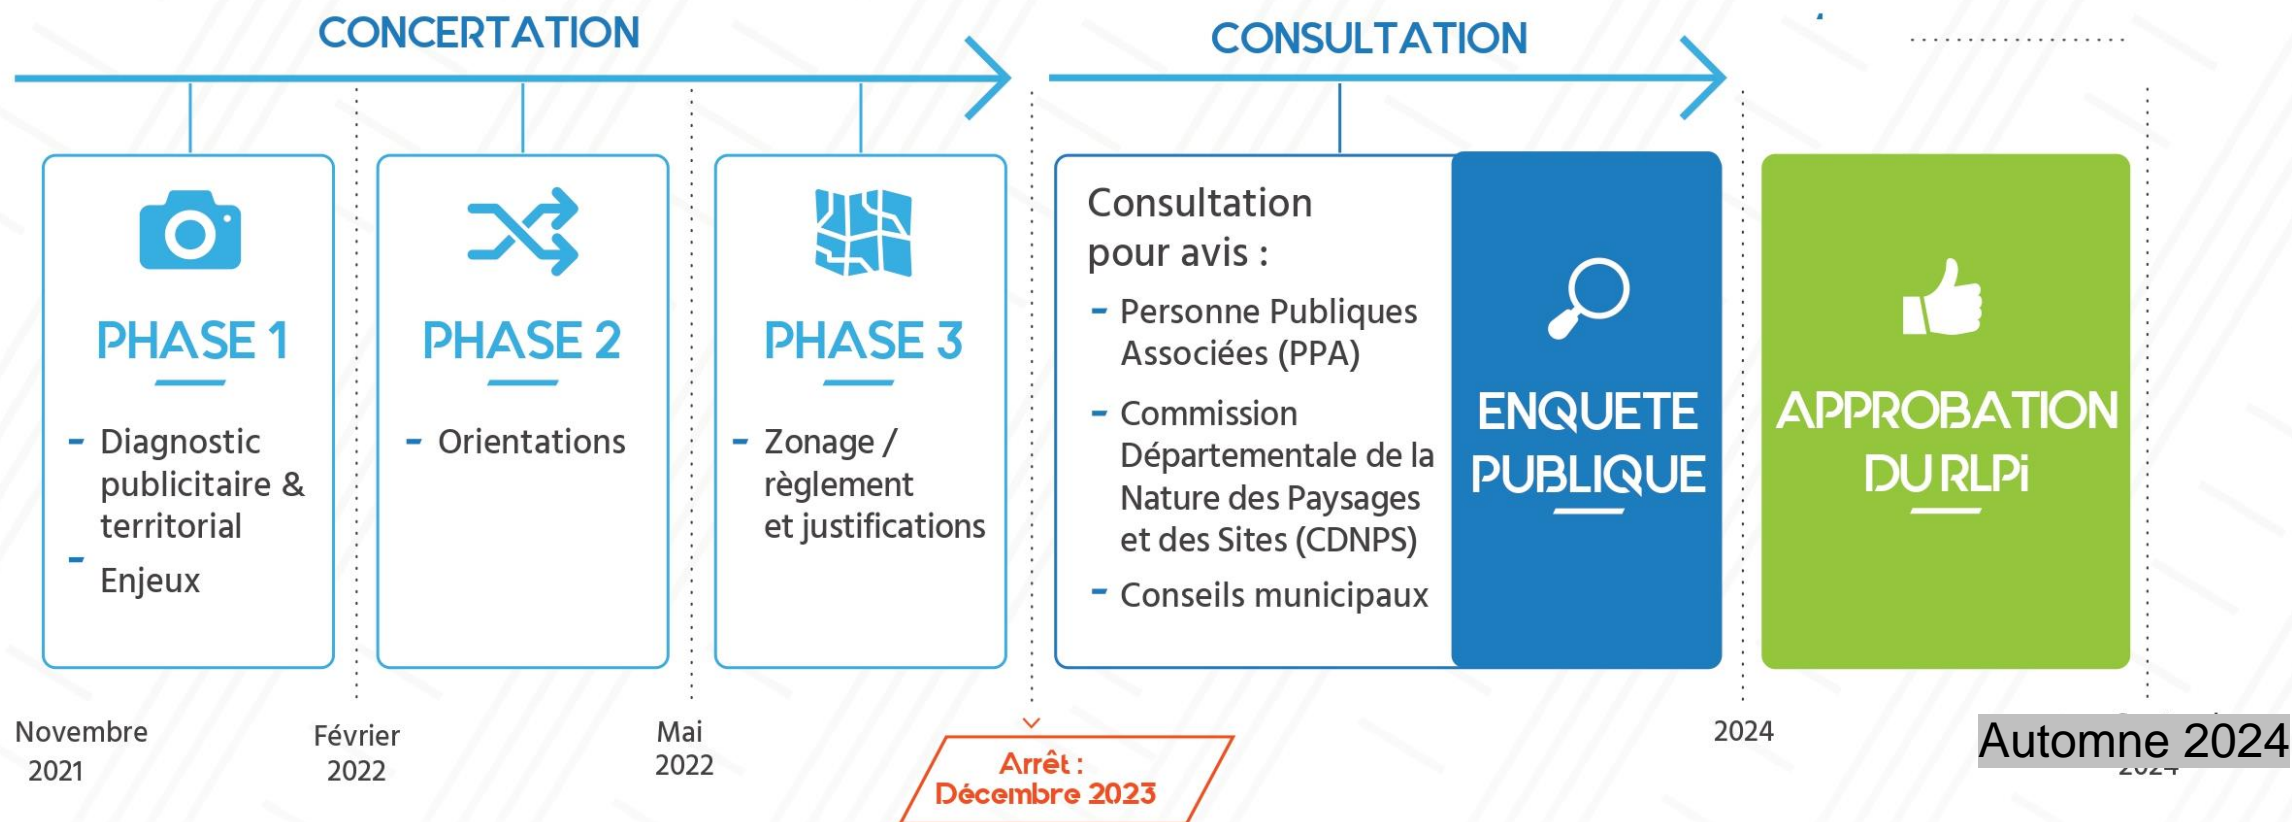 CONCERTATION
CONSULTATION
PHASE 1
- Diagnostic
publicitaire &
territorial
- Enjeux
PHASE 2
- Orientations
PHASE 3
- Zonage /
règlement
et justifications
Consultation
pour avis :
- Personne Publiques
Associées (PPA)
- Commission
Départementale de la
Nature des Paysages
et des Sites (CDNPS)
- Conseils municipaux
ENQUETE
PUBLIQUE
APPROBATION
DU RLPi
Novembre
2021
Février
2022
Mai
2022
Arrêt :
Décembre 2023
2024
Automne 2024